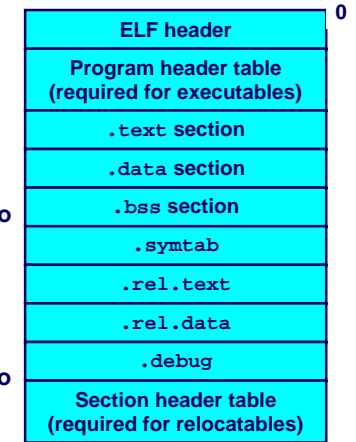 0
ELF header
Program header table
(required for executables)
.text section
.data section
.bss section
o
.symtab
.rel.text
.rel.data
.debug
o
Section header table
(required for relocatables)